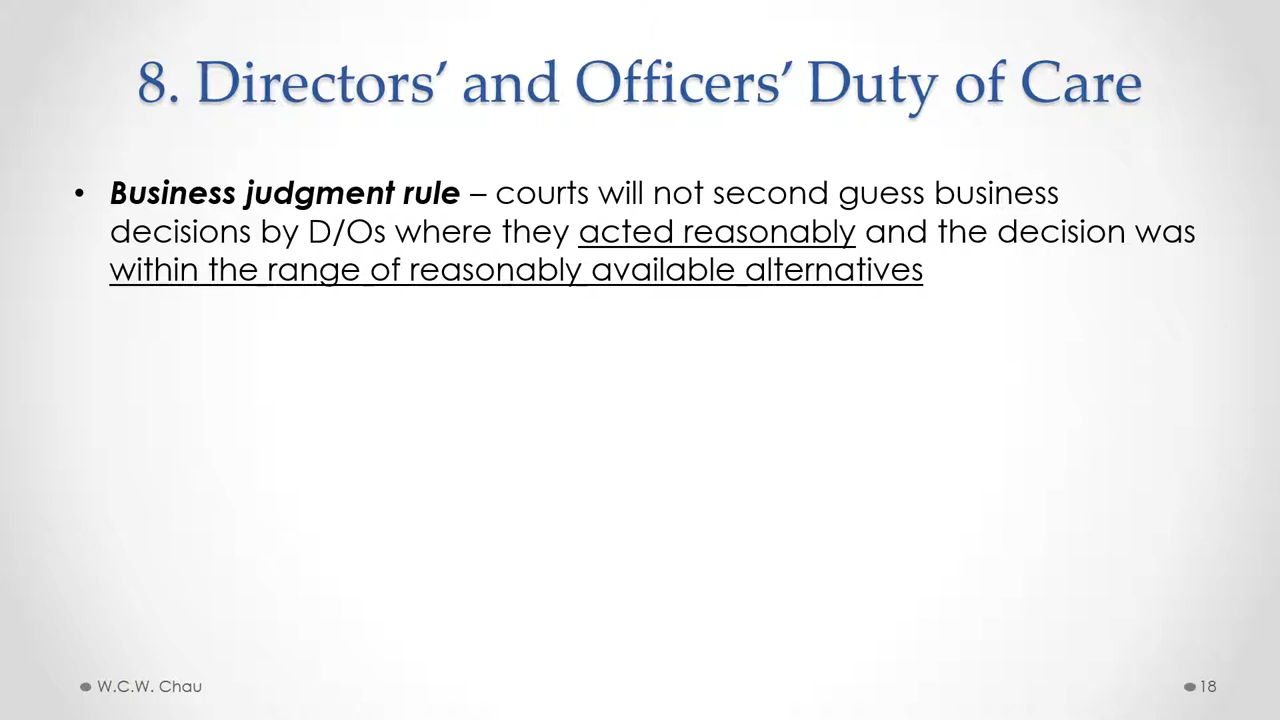 8. Directors’ and Officers’ Duty of Care
• Business judgment rule – courts will not second guess business
decisions by D/Os where they acted reasonably and the decision was
within the range of reasonably available alternatives
W.C.W. Chau
18